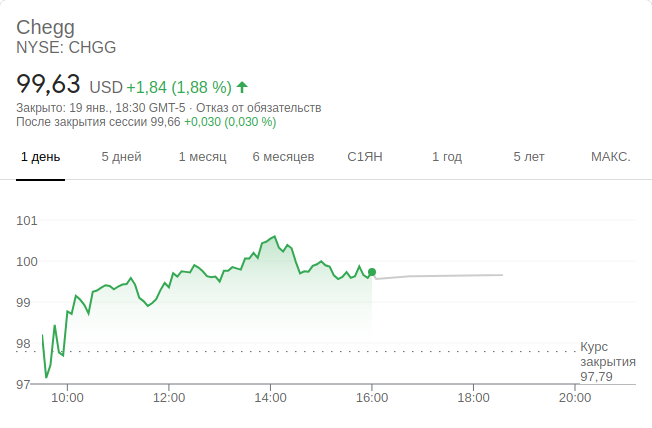 Chegg
NYSE: CHGG
99,63 USD +1,84 (1,88 %)
Закрыто: 19 янв., 18:30 GMT-5 · Отказ от обязательств
После закрытия сессии 99,66 +0,030 (0,030 %)
1 день 5 дней 1 месяц 6 месяцев С1ЯН 1 год 5 лет МАКС.
101
100
99
98
97
Курс
закрытия
97,79
10:00 12:00 14:00 16:00 18:00 20:00